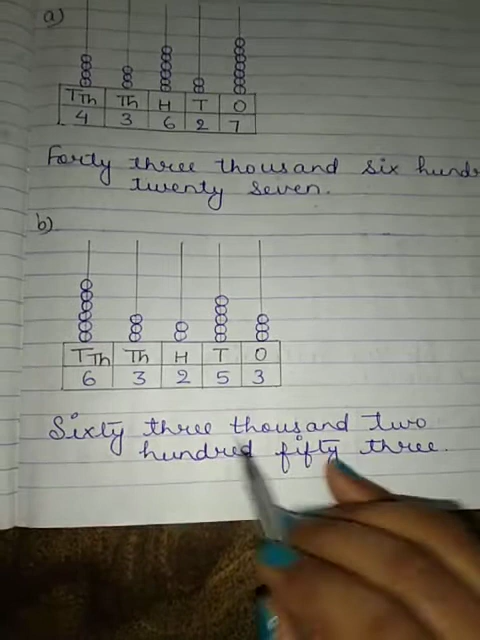 a)
TTh Th H T O
4 3 6 2 7
Forty three thousand six
twenty seven.
b)
TTh Th H T O
6 3 2 5 3
Sixty three thousand two
hundred fifty three.